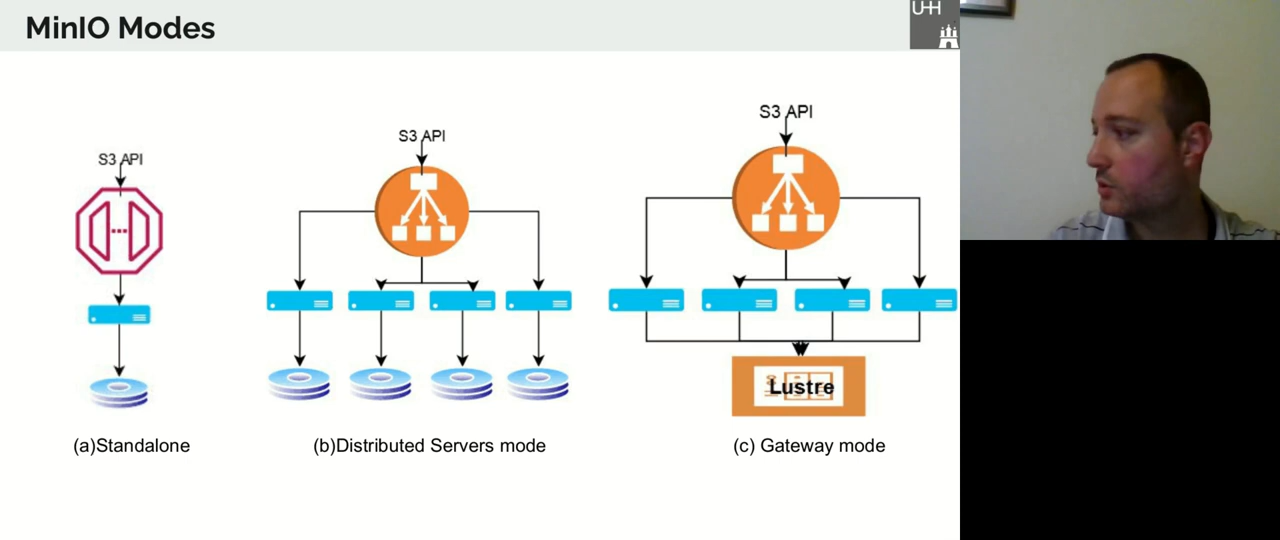 MinIO Modes
UHH
S3 API
S3 API
S3 API
Lustre
(a)Standalone
(b)Distributed Servers mode
(c) Gateway mode